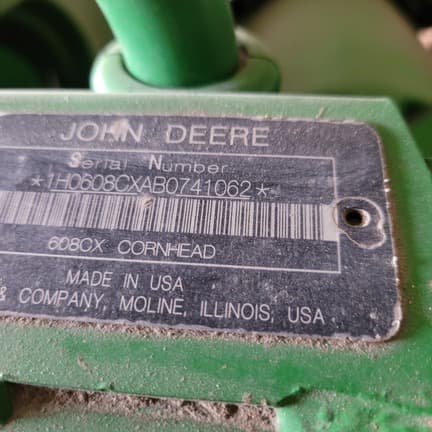 JOHN DEERE
Serial Number
*1H0608CXAB0741062*
608CX CORNHEAD
MADE IN USA
& COMPANY, MOLINE, ILLINOIS, USA